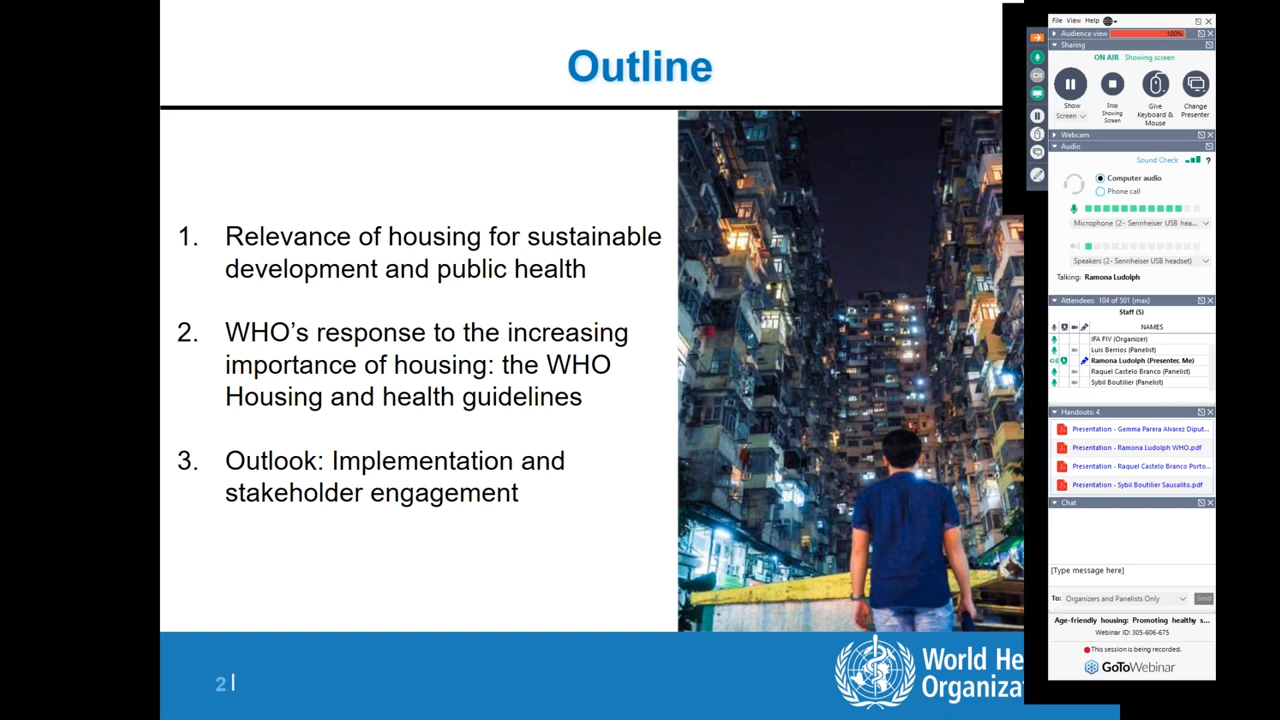 Outline
1. Relevance of housing for sustainable
development and public health
2. WHO's response to the increasing
importance of housing: the WHO
Housing and health guidelines
3. Outlook: Implementation and
stakeholder engagement
2
World He
Organiza
File View Help
Audience view 100%
Sharing
ON AIR Showing screen
Show
Screen
Stop
Showing
Screen
Give
Keyboard &
Mouse
Change
Presenter
Webcam
Audio
Sound Check ?
Computer audio
Phone call
Microphone (2- Sennheiser USB hea...
Speakers (2- Sennheiser USB headset)
Talking: Ramona Ludolph
Attendees: 104 of 501 (max)
Staff (5)
NAMES
IFA FIV (Organizer)
Luis Berrios (Panelist)
Ramona Ludolph (Presenter, Me)
Raquel Castelo Branco (Panelist)
Sybil Boutilier (Panelist)
Handouts: 4
Presentation - Gemma Parera Alvarez Diput...
Presentation - Ramona Ludolph WHO.pdf
Presentation - Raquel Castelo Branco Porto...
Presentation - Sybil Boutilier Sausalito.pdf
Chat
[Type message here]
To: Organizers and Panelists Only Send
Age-friendly housing: Promoting healthy s...
Webinar ID: 305-606-675
This session is being recorded.
GoToWebinar